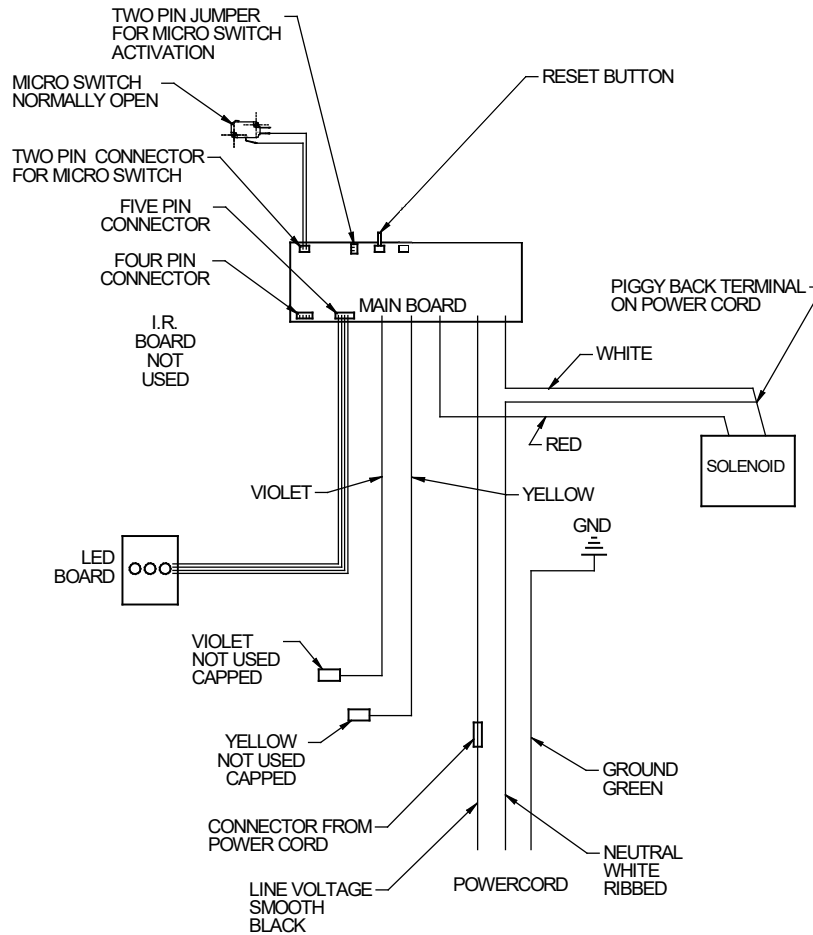 TWO PIN JUMPER
FOR MICRO SWITCH
ACTIVATION
MICRO SWITCH
NORMALLY OPEN
RESET BUTTON
TWO PIN CONNECTOR
FOR MICRO SWITCH
FIVE PIN
CONNECTOR
FOUR PIN
CONNECTOR
MAIN BOARD
PIGGY BACK TERMINAL
ON POWER CORD
I.R.
BOARD
NOT
USED
WHITE
RED
SOLENOID
VIOLET
YELLOW
GND
LED
BOARD
VIOLET
NOT USED
CAPPED
YELLOW
NOT USED
CAPPED
GROUND
GREEN
CONNECTOR FROM
POWER CORD
NEUTRAL
WHITE
RIBBED
POWERCORD
LINE VOLTAGE
SMOOTH
BLACK